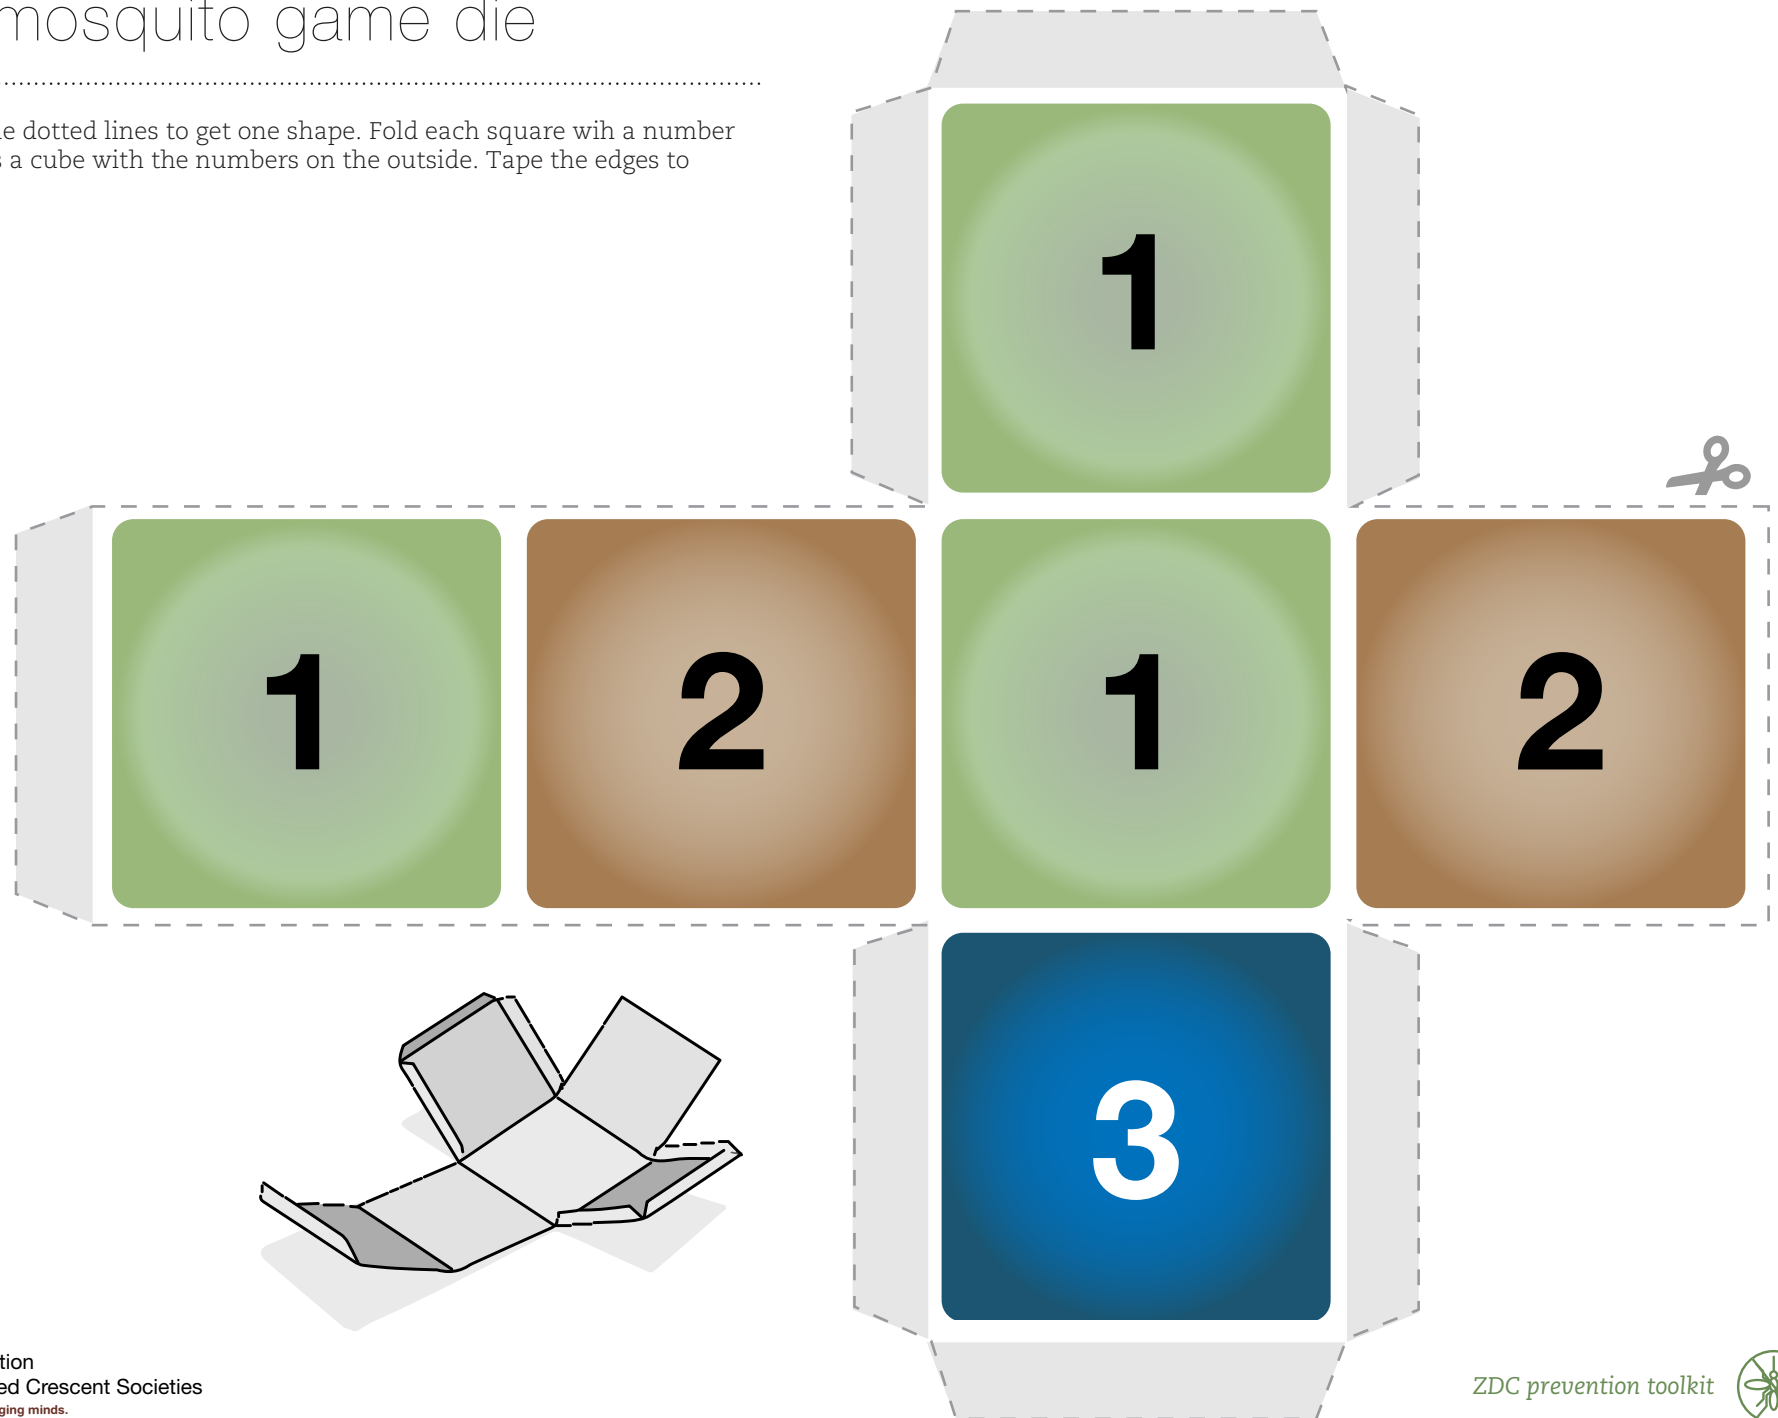 mosquito game die
e dotted lines to get one shape. Fold each square wih a number
s a cube with the numbers on the outside. Tape the edges to
1
1 2 1 2
3
tion
ed Crescent Societies
ging minds.
ZDC prevention toolkit